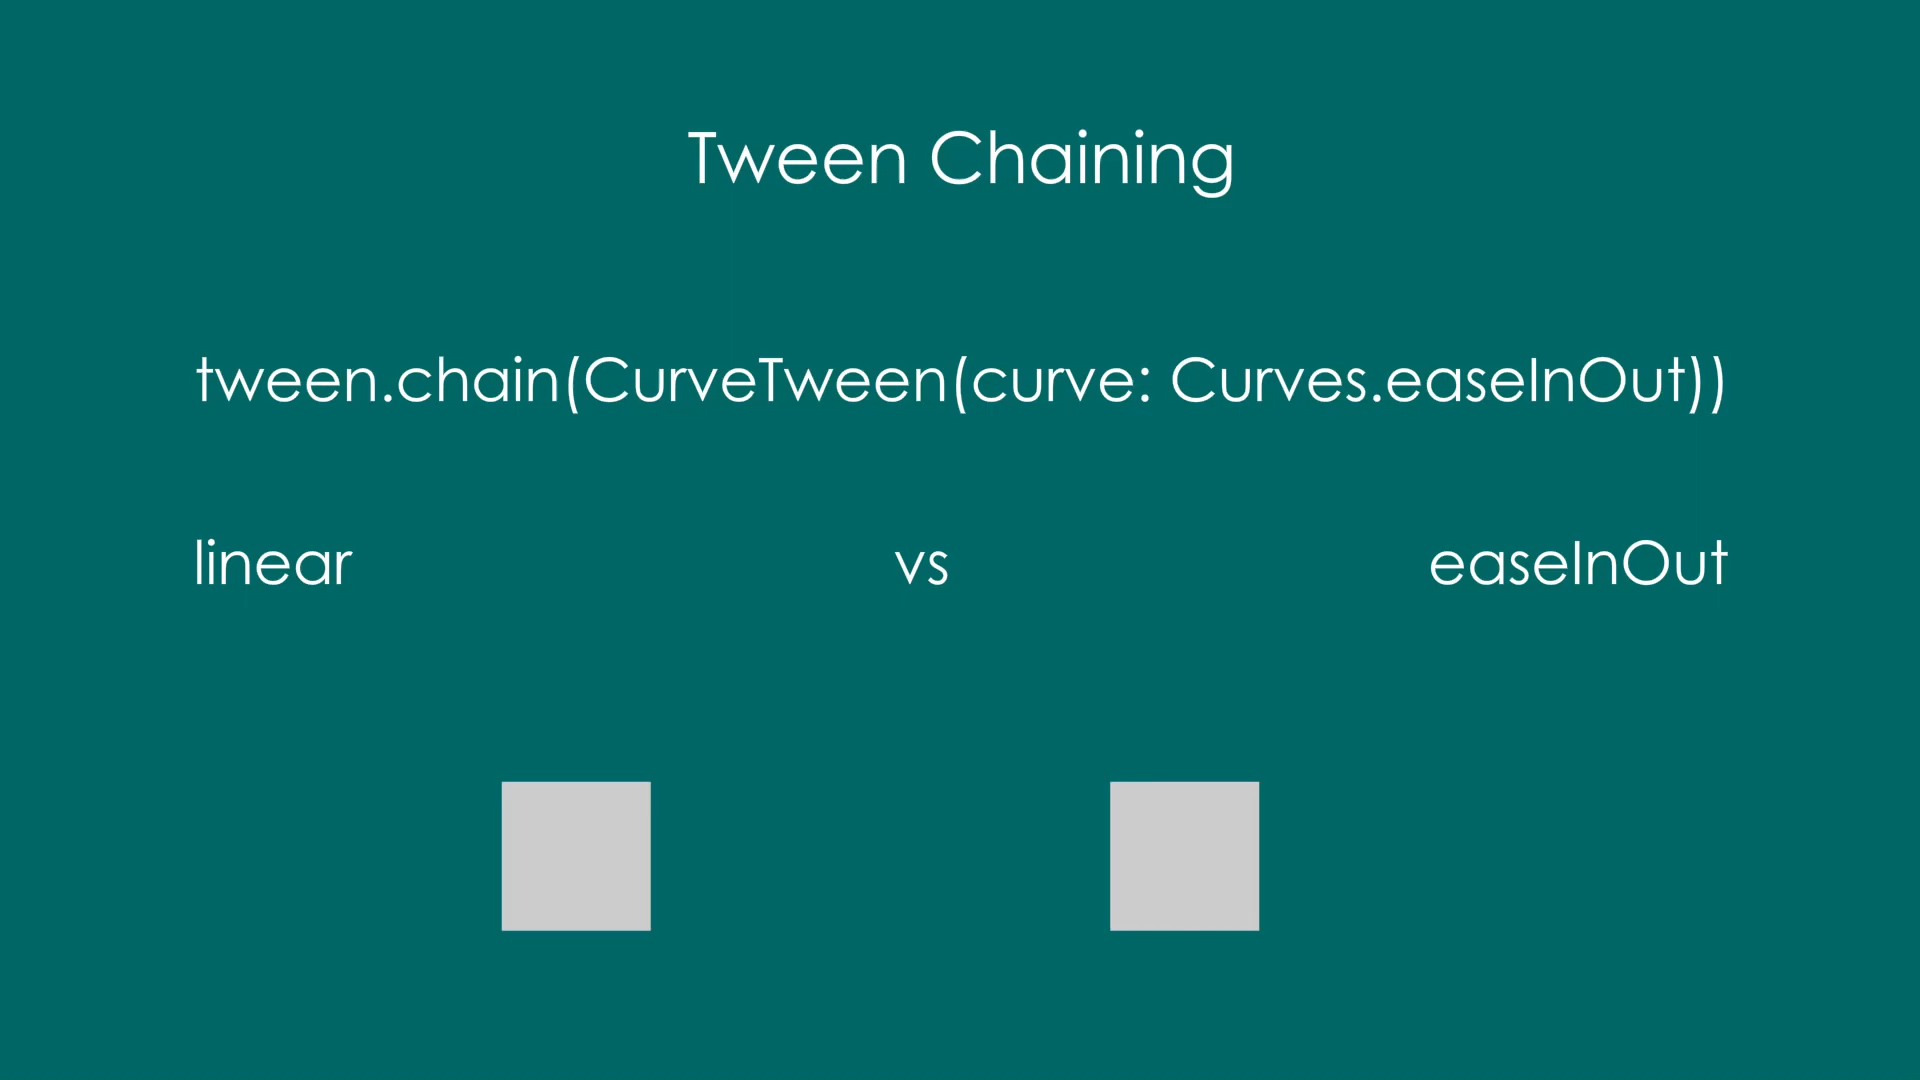 Tween Chaining
tween.chain(CurveTween(curve: Curves.easeInOut))
linear vs easeInOut